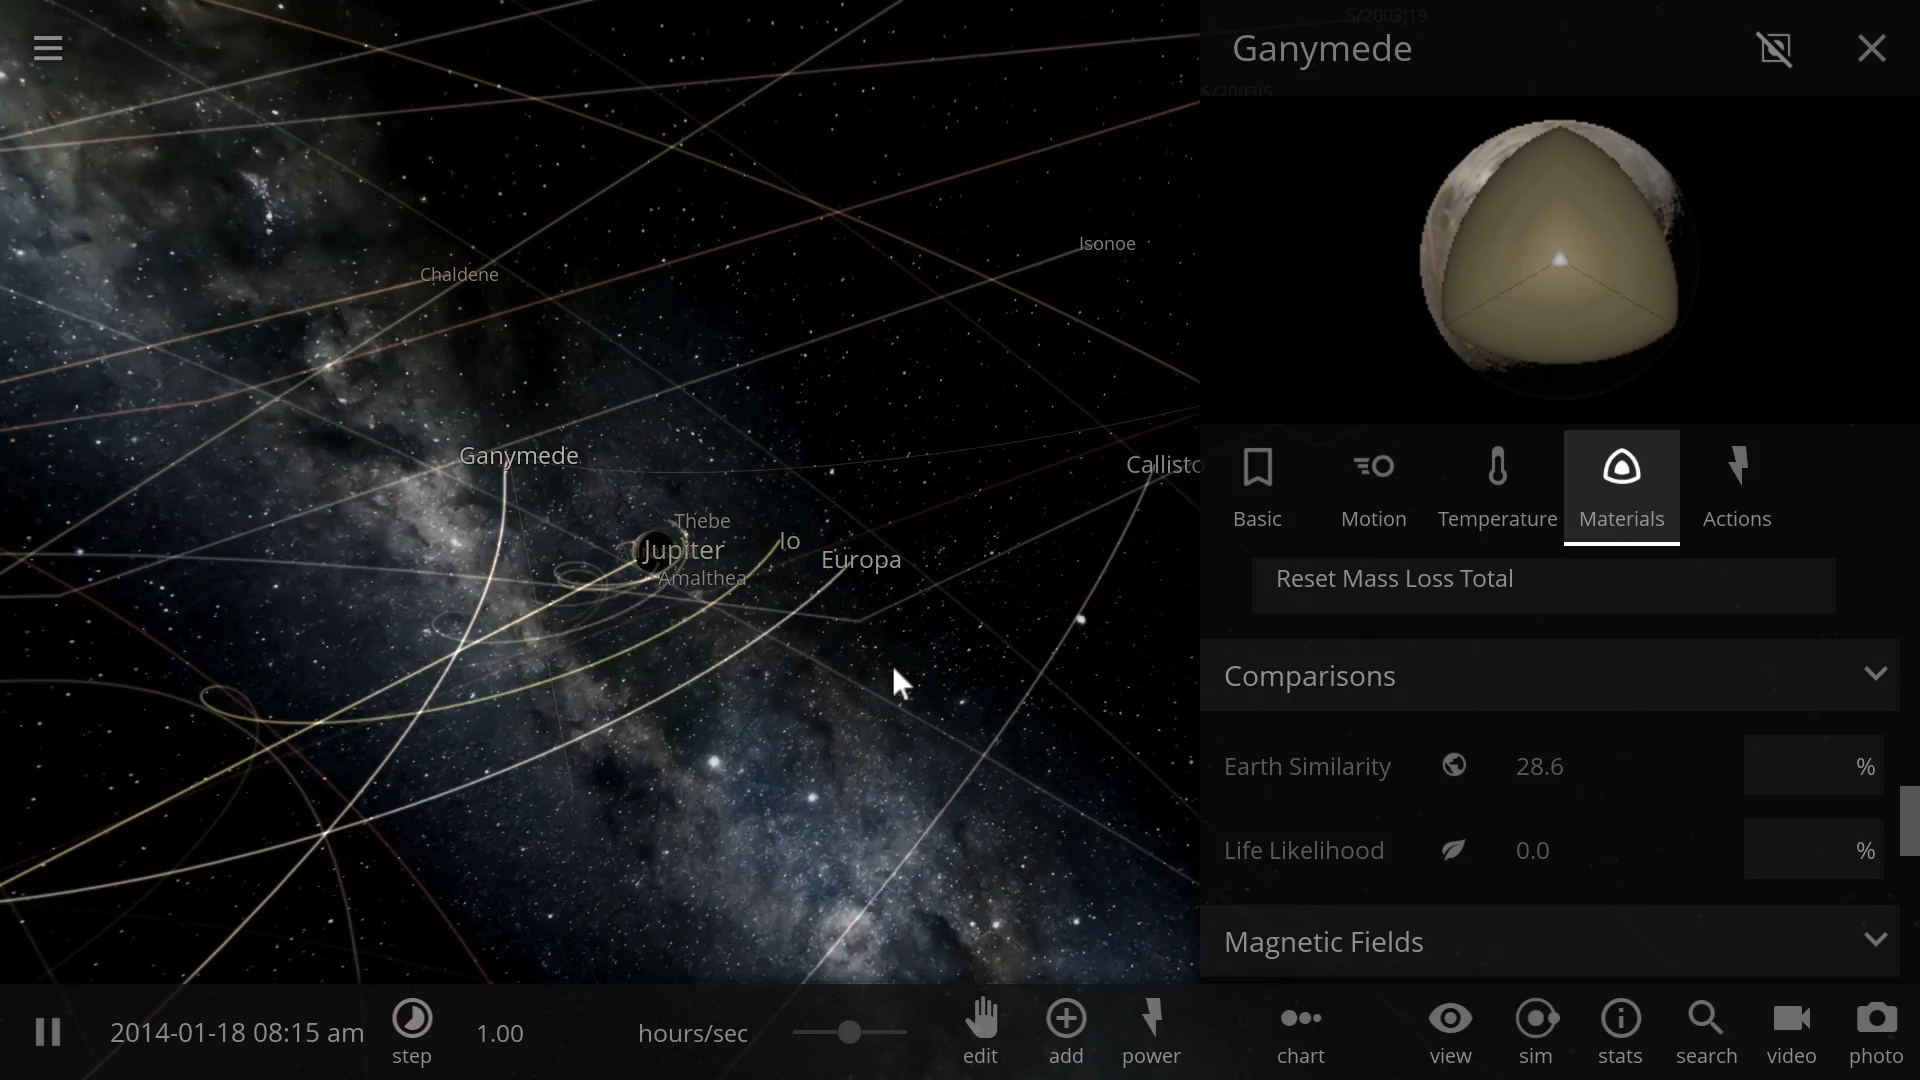 S/2003J19
Ganymede
S/2003J5
Isonoe
Chaldene
Ganymede
Callisto
Thebe
Io
Jupiter
Europa
Amalthea
Basic
Motion
Temperature
Materials
Actions
Reset Mass Loss Total
Comparisons
Earth Similarity 28.6 %
Life Likelihood 0.0 %
Magnetic Fields
2014-01-18 08:15 am
step
1.00
hours/sec
edit
add
power
chart
view
sim
stats
search
video
photo